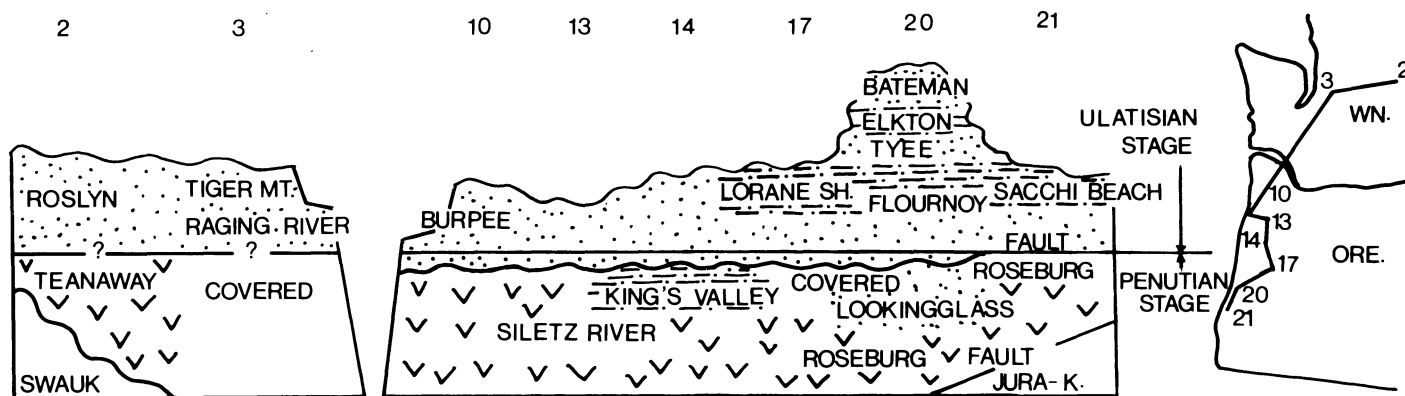 2 3 10 13 14 17 20 21
BATEMAN
ELKTON
TYEE
ULATISIAN
STAGE
ROSLYN
TIGER MT.
RAGING RIVER
BURPEE
LORANE SH.
FLOURNOY
SACCHI BEACH
? ?
FAULT
TEANAWAY
COVERED
SWAUK
KING'S VALLEY
COVERED
ROSEBURG
LOOKINGGLASS
SILETZ RIVER
ROSEBURG
FAULT
JURA-K.
PENUTIAN
STAGE
3
2
WN.
10
13
14
17
ORE.
20
21